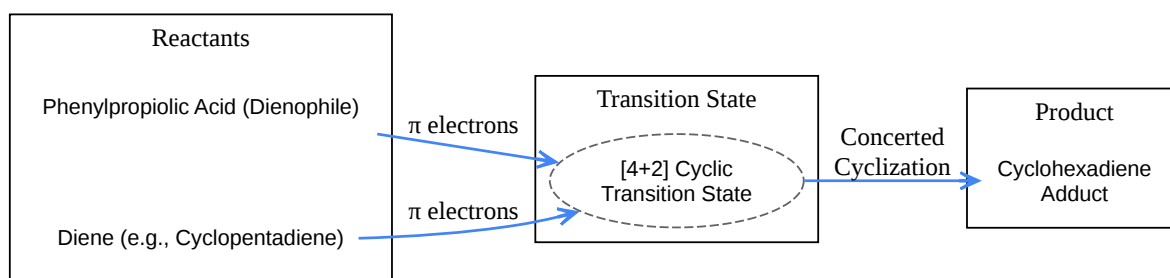 Reactants
Phenylpropiolic Acid (Dienophile)
Diene (e.g., Cyclopentadiene)
π electrons
π electrons
Transition State
[4+2] Cyclic
Transition State
Concerted
Cyclization
Product
Cyclohexadiene
Adduct